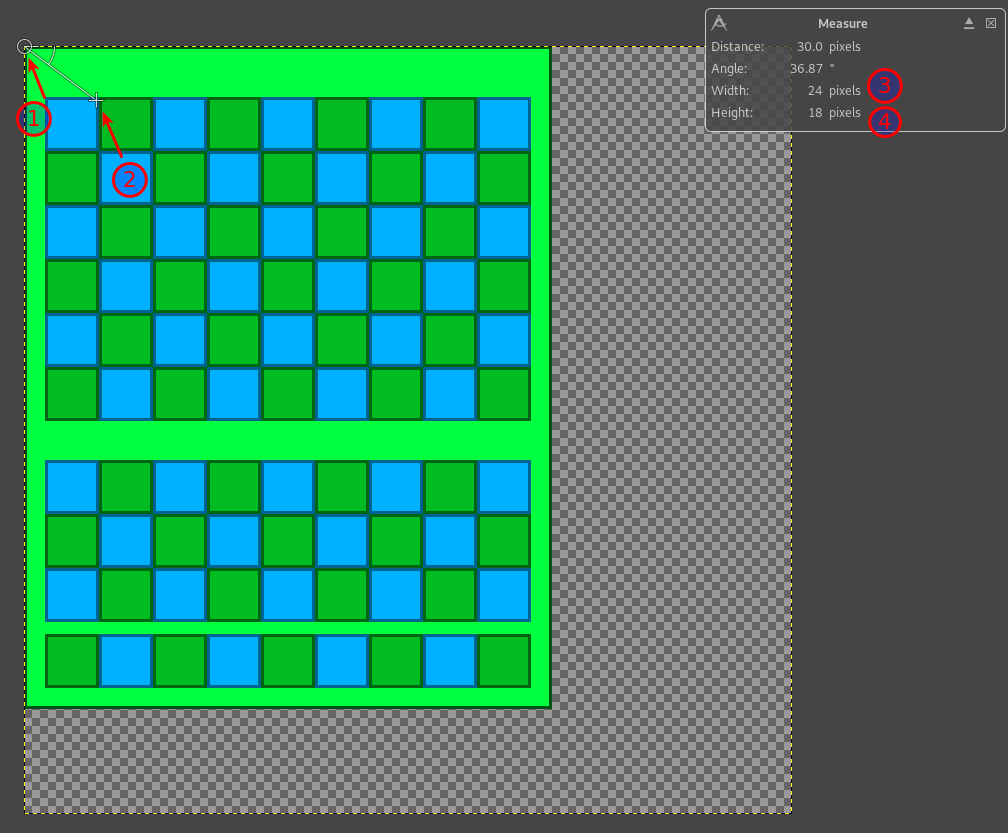 Measure
Distance: 30.0 pixels
Angle: 36.87 °
Width: 24 pixels
3
Height: 18 pixels
4
1
2